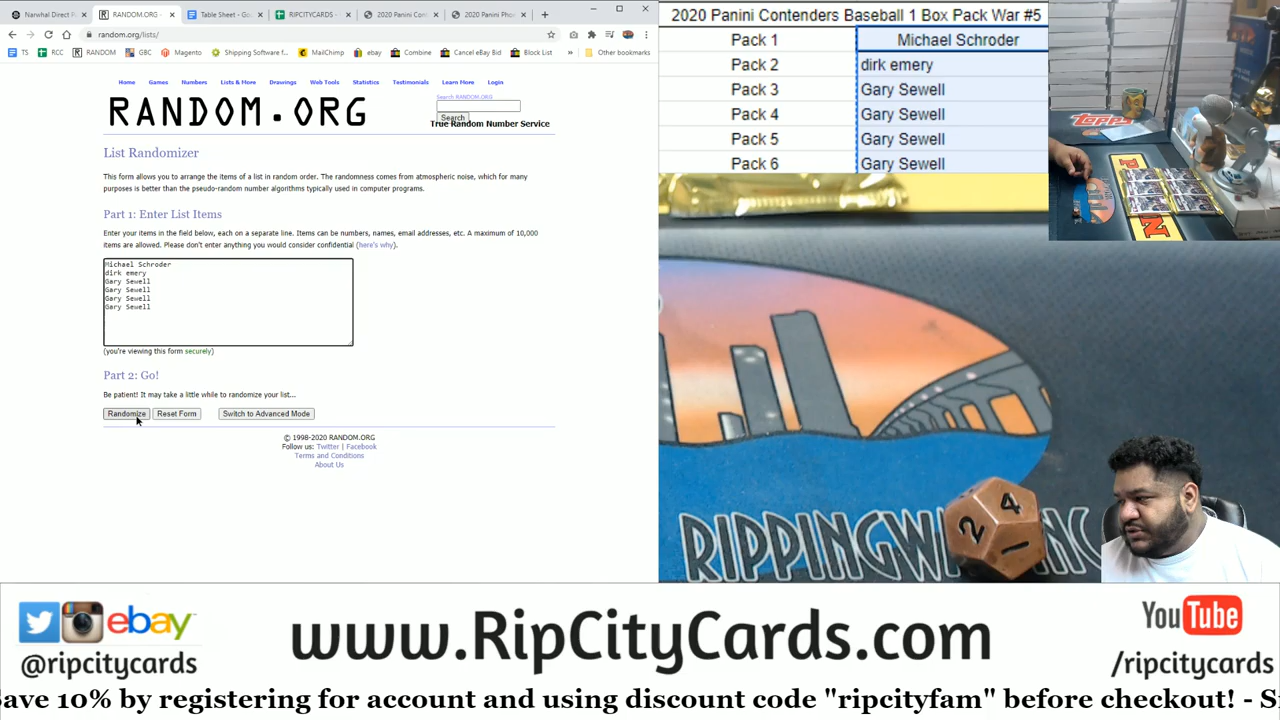 Narwhal Direct P
RANDOM.ORG -
Table Sheet - Go
RIPCITYCARDS -
2020 Panini Cont
2020 Panini Pho
random.org/lists/
TS
RCC
RANDOM
GBC
Magento
Shipping Software f
MailChimp
ebay
Combine
Cancel eBay Bid
Block List
»
Other bookmarks
Home
Games
Numbers
Lists & More
Drawings
Web Tools
Statistics
Testimonials
Learn More
Login
RANDOM.ORG
Search RANDOM.ORG
Search
True Random Number Service
List Randomizer
This form allows you to arrange the items of a list in random order. The randomness comes from atmospheric noise, which for many
purposes is better than the pseudo-random number algorithms typically used in computer programs.
Part 1: Enter List Items
Enter your items in the field below, each on a separate line. Items can be numbers, names, email addresses, etc. A maximum of 10,000
items are allowed. Please don't enter anything you would consider confidential (here's why).
Michael Schroder
dirk emery
Gary Sewell
Gary Sewell
Gary Sewell
Gary Sewell
(you're viewing this form securely)
Part 2: Go!
Be patient! It may take a little while to randomize your list...
Randomize
Reset Form
Switch to Advanced Mode
© 1998-2020 RANDOM.ORG
Follow us: Twitter | Facebook
Terms and Conditions
About Us
2020 Panini Contenders Baseball 1 Box Pack War #5
Pack 1 Michael Schroder
Pack 2 dirk emery
Pack 3 Gary Sewell
Pack 4 Gary Sewell
Pack 5 Gary Sewell
Pack 6 Gary Sewell
TOPPS
2
4
1
ebay
@ripcitycards
www.RipCityCards.com
YouTube
/ripcitycards
Save 10% by registering for account and using discount code "ripcityfam" before checkout! - S